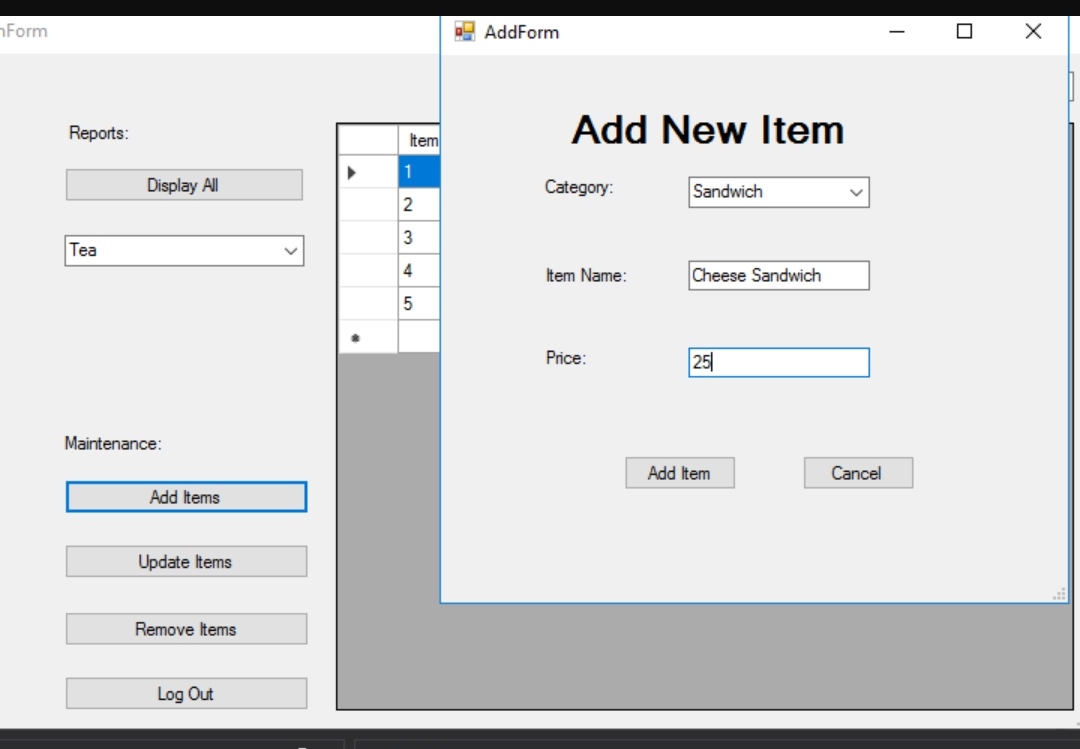 nForm
Reports:
Display All
Tea
Item
1
2
3
4
5
Maintenance:
Add Items
Update Items
Remove Items
Log Out
AddForm
Add New Item
Category:
Sandwich
Item Name:
Cheese Sandwich
Price:
25
Add Item
Cancel